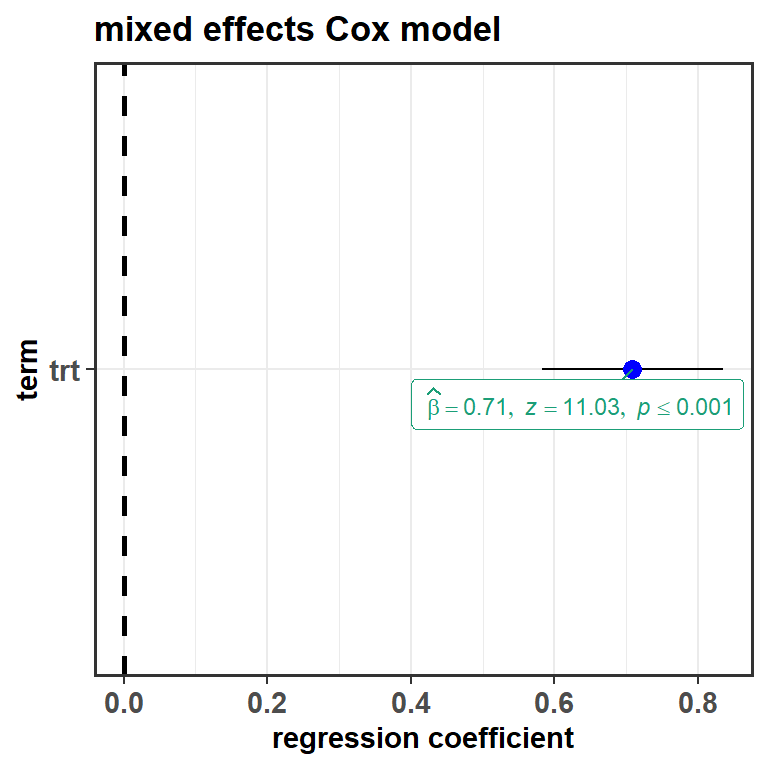 mixed effects Cox model
term
trt
β̂ = 0.71, z = 11.03, p ≤ 0.001
0.0 0.2 0.4 0.6 0.8
regression coefficient